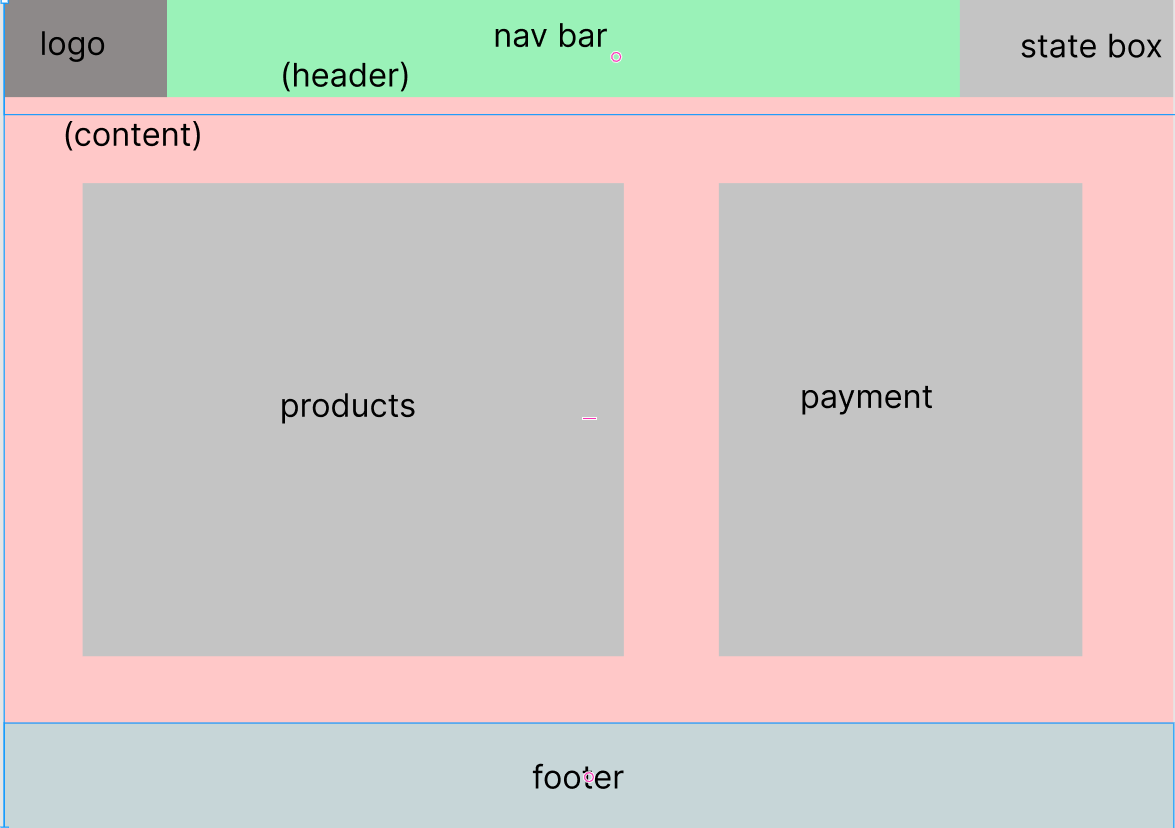 logo
nav bar
state box
(header)
(content)
products
payment
footer